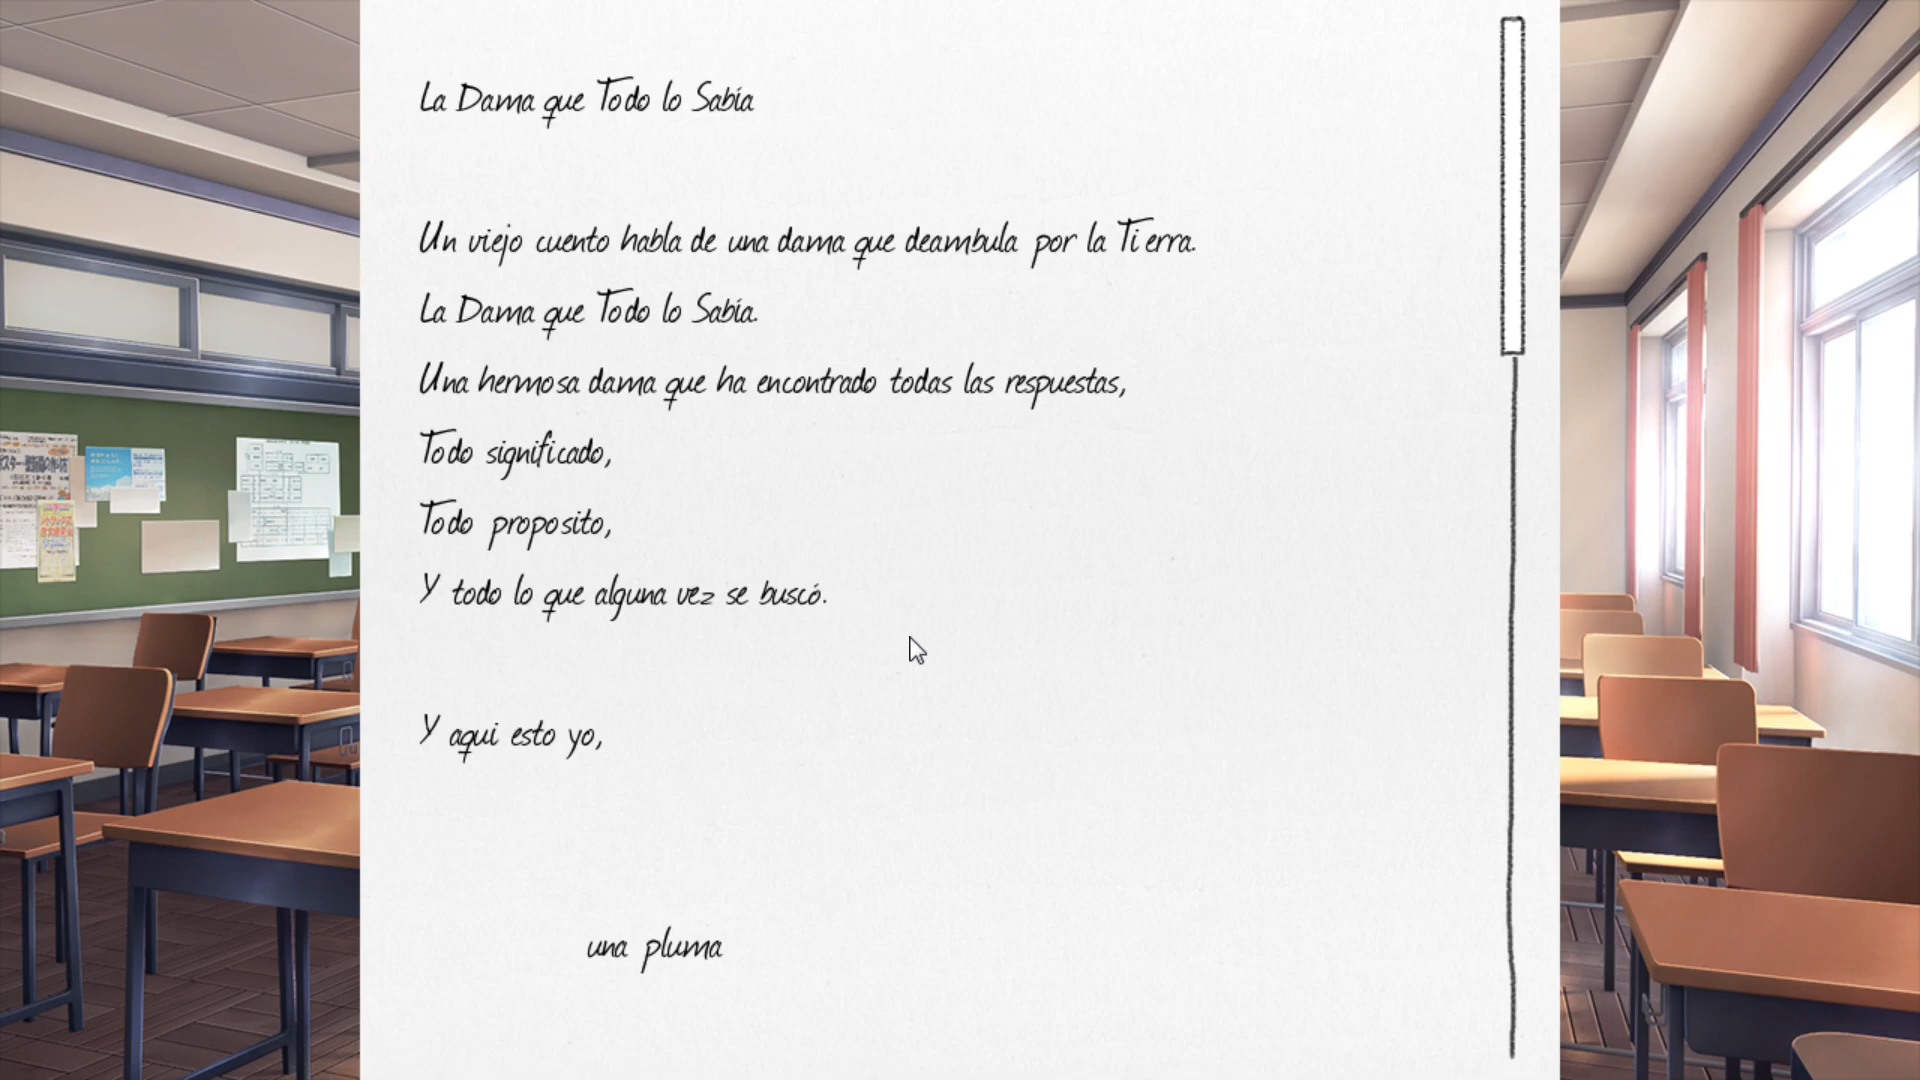 La Dama que Todo lo Sabía
Un viejo cuento habla de una dama que deambula por la Tierra.
La Dama que Todo lo Sabía.
Una hermosa dama que ha encontrado todas las respuestas,
Todo significado,
Todo proposito,
Y todo lo que alguna vez se buscó.
Y aqui esto yo,
una pluma